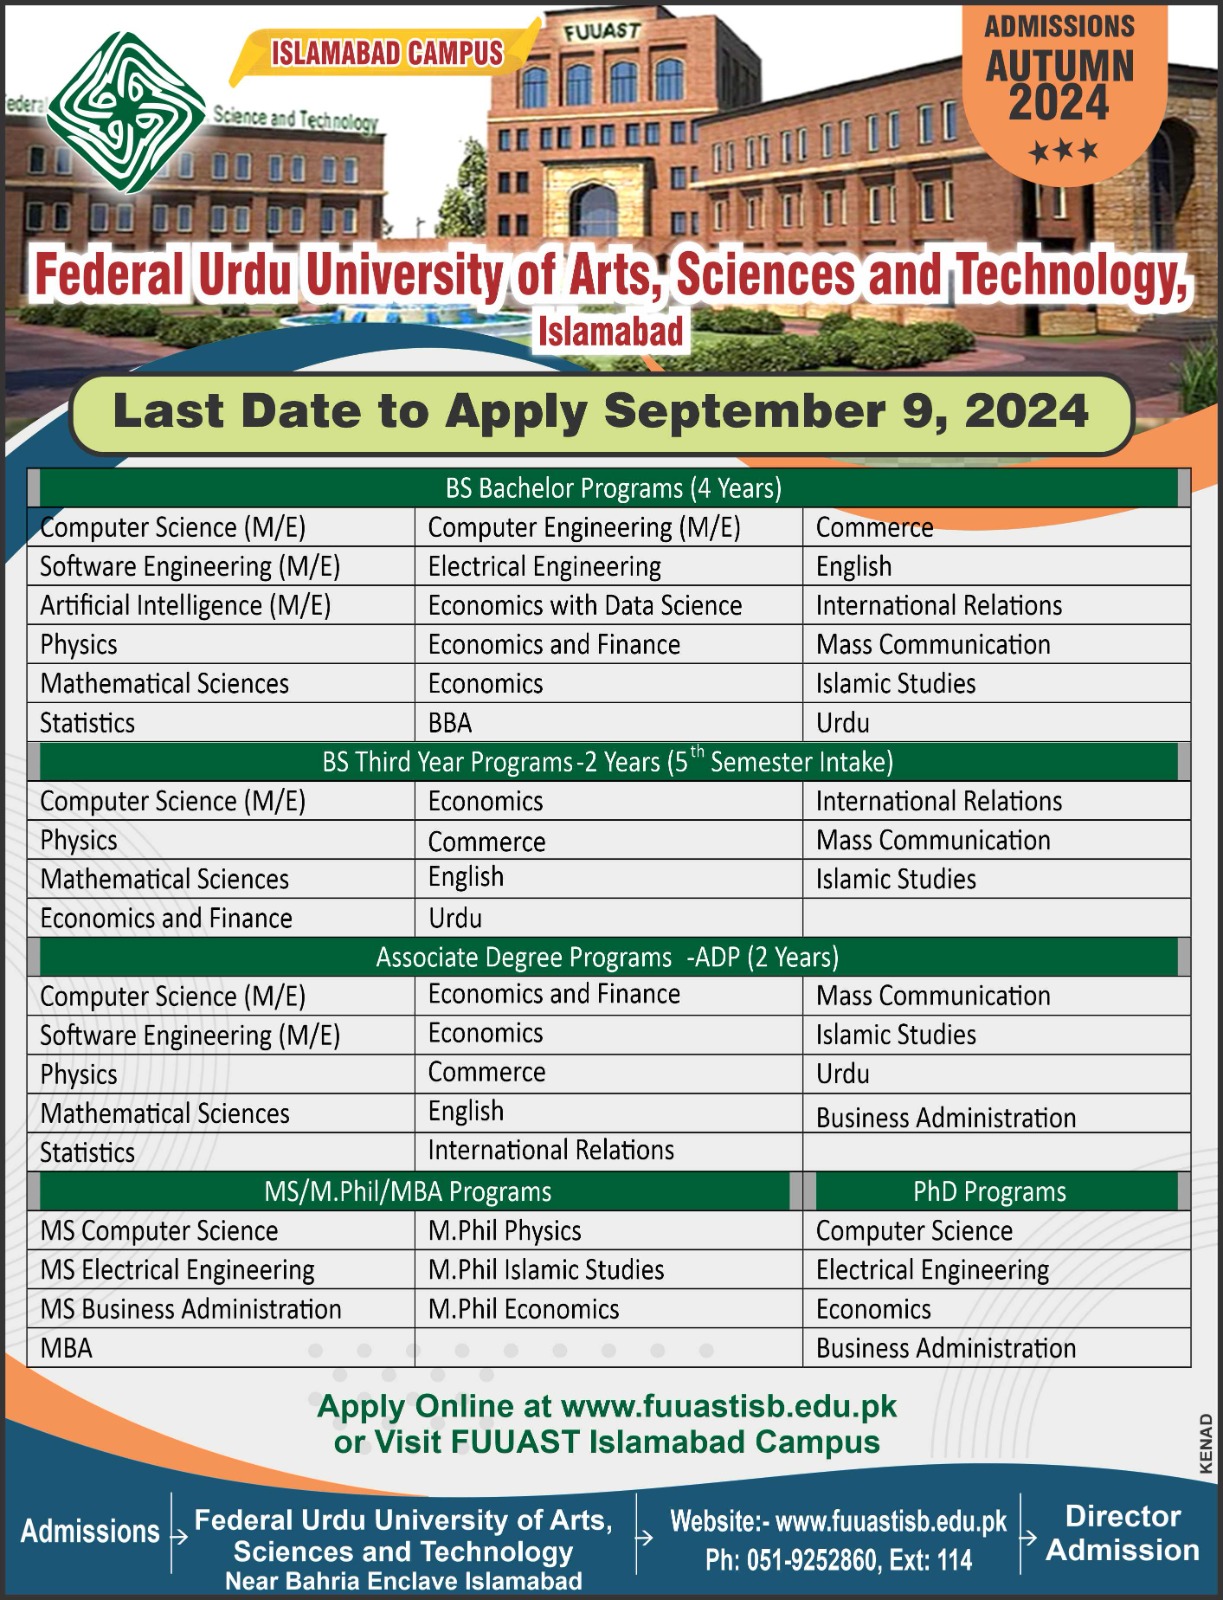 ISLAMABAD CAMPUS
FUUAST
ADMISSIONS
AUTUMN
2024
Science and Technology
Federal Urdu University of Arts, Sciences and Technology,
Islamabad
Last Date to Apply September 9, 2024
BS Bachelor Programs (4 Years)
Computer Science (M/E) Computer Engineering (M/E) Commerce
Software Engineering (M/E) Electrical Engineering English
Artificial Intelligence (M/E) Economics with Data Science International Relations
Physics Economics and Finance Mass Communication
Mathematical Sciences Economics Islamic Studies
Statistics BBA Urdu
BS Third Year Programs-2 Years (5th Semester Intake)
Computer Science (M/E) Economics International Relations
Physics Commerce Mass Communication
Mathematical Sciences English Islamic Studies
Economics and Finance Urdu
Associate Degree Programs -ADP (2 Years)
Computer Science (M/E) Economics and Finance Mass Communication
Software Engineering (M/E) Economics Islamic Studies
Physics Commerce Urdu
Mathematical Sciences English Business Administration
Statistics International Relations
MS/M.Phil/MBA Programs PhD Programs
MS Computer Science M.Phil Physics Computer Science
MS Electrical Engineering M.Phil Islamic Studies Electrical Engineering
MS Business Administration M.Phil Economics Economics
MBA Business Administration
Apply Online at www.fuuastisb.edu.pk
or Visit FUUAST Islamabad Campus
KENAD
Admissions
Federal Urdu University of Arts,
Sciences and Technology
Near Bahria Enclave Islamabad
Website:- www.fuuastisb.edu.pk
Ph: 051-9252860, Ext: 114
Director
Admission